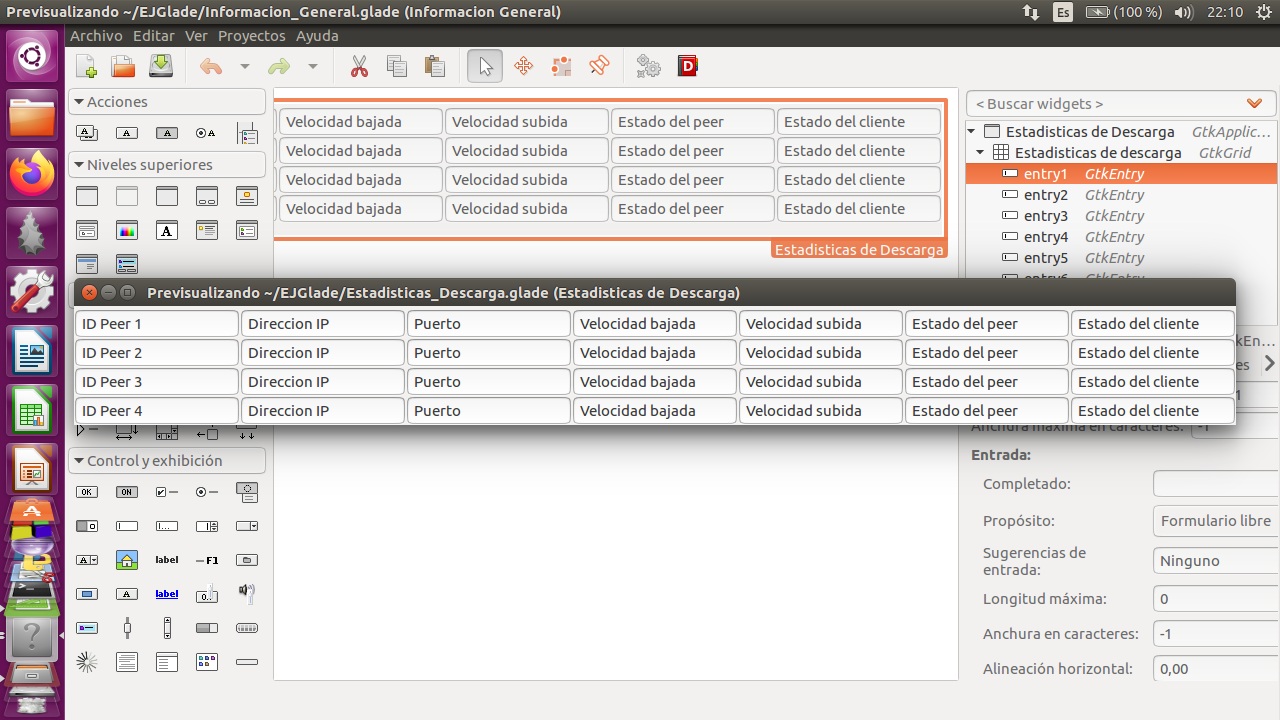 Previsualizando ~/EJGlade/Informacion_General.glade (Informacion General)
Es
(100 %)
22:10
Archivo Editar Ver Proyectos Ayuda
Acciones
Niveles superiores
Control y exhibición
OK
ON
label
F1
label
Velocidad bajada Velocidad subida Estado del peer Estado del cliente
Velocidad bajada Velocidad subida Estado del peer Estado del cliente
Velocidad bajada Velocidad subida Estado del peer Estado del cliente
Velocidad bajada Velocidad subida Estado del peer Estado del cliente
Estadisticas de Descarga
< Buscar widgets >
Estadisticas de Descarga GtkApplic...
Estadisticas de descarga GtkGrid
entry1 GtkEntry
entry2 GtkEntry
entry3 GtkEntry
entry4 GtkEntry
entry5 GtkEntry
Previsualizando ~/EJGlade/Estadisticas_Descarga.glade (Estadisticas de Descarga)
ID Peer 1 Direccion IP Puerto Velocidad bajada Velocidad subida Estado del peer Estado del cliente
ID Peer 2 Direccion IP Puerto Velocidad bajada Velocidad subida Estado del peer Estado del cliente
ID Peer 3 Direccion IP Puerto Velocidad bajada Velocidad subida Estado del peer Estado del cliente
ID Peer 4 Direccion IP Puerto Velocidad bajada Velocidad subida Estado del peer Estado del cliente
Anchura máxima en caracteres: -1
Entrada:
Completado:
Propósito: Formulario libre
Sugerencias de
entrada: Ninguno
Longitud máxima: 0
Anchura en caracteres: -1
Alineación horizontal: 0,00